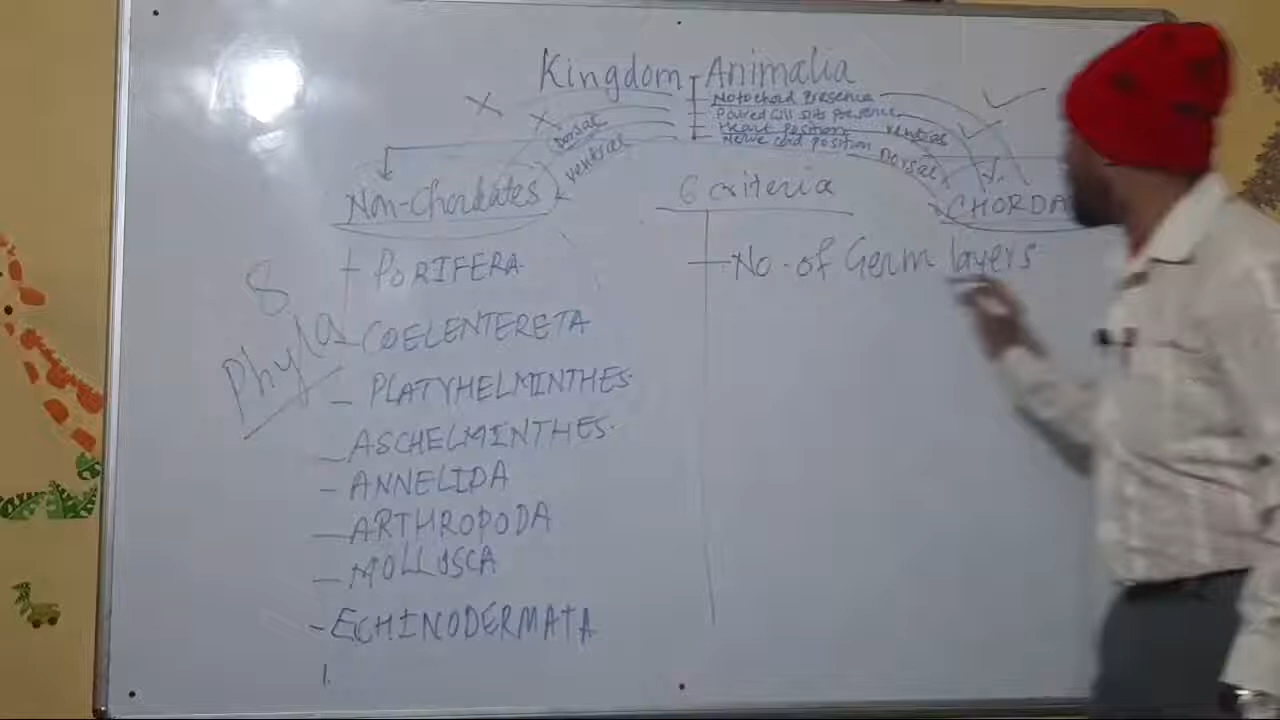 Kingdom Animalia
Notochord Presence
Paired Gill slits presence
Heart position
Nerve cord position
Dorsal
ventral
ventral
Dorsal
Non-Chordates
6 criteria
CHORDA
8
Phyla
PORIFERA
COELENTERETA
PLATYHELMINTHES
ASCHELMINTHES
ANNELIDA
ARTHROPODA
MOLLUSCA
ECHINODERMATA
No. of Germ layers